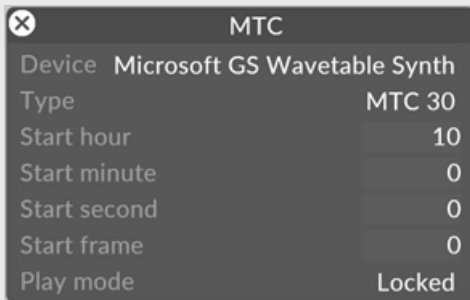 MTC
Device Microsoft GS Wavetable Synth
Type MTC 30
Start hour 10
Start minute 0
Start second 0
Start frame 0
Play mode Locked